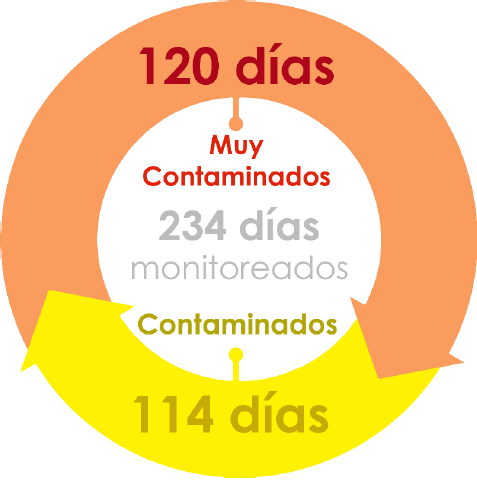 120 días
Muy
Contaminados
234 días
monitoreados
Contaminados
114 días